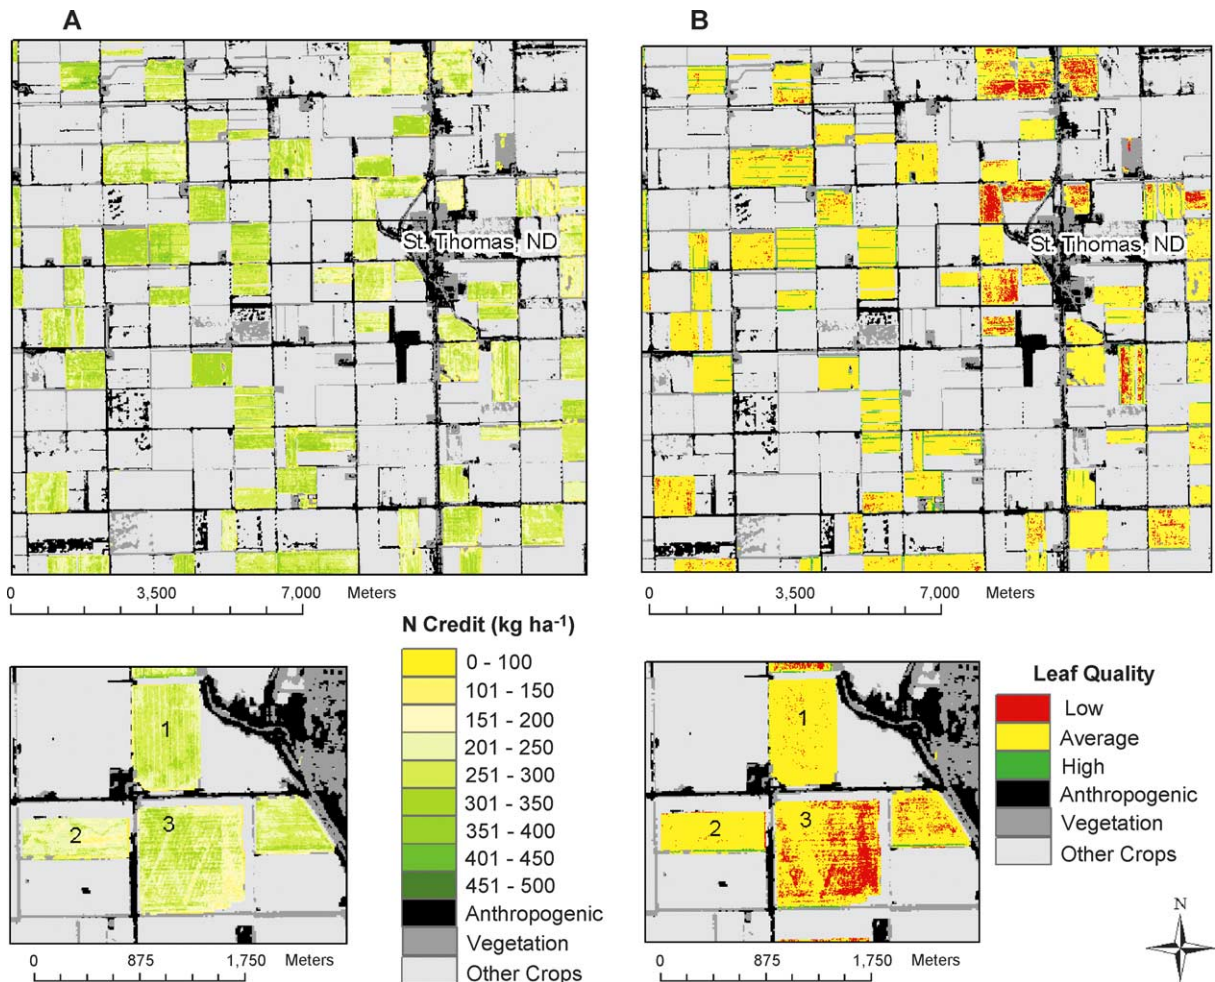 A
B
St. Tihomas, ND
St. Tihomas, ND
0 3,500 7,000 Meters
0 3,500 7,000 Meters
N Credit (kg ha-1)
0 - 100
101 - 150
151 - 200
201 - 250
251 - 300
301 - 350
351 - 400
401 - 450
451 - 500
Anthropogenic
Vegetation
Other Crops
1
2
3
0 875 1,750 Meters
1
2
3
0 875 1,750 Meters
Leaf Quality
Low
Average
High
Anthropogenic
Vegetation
Other Crops
N